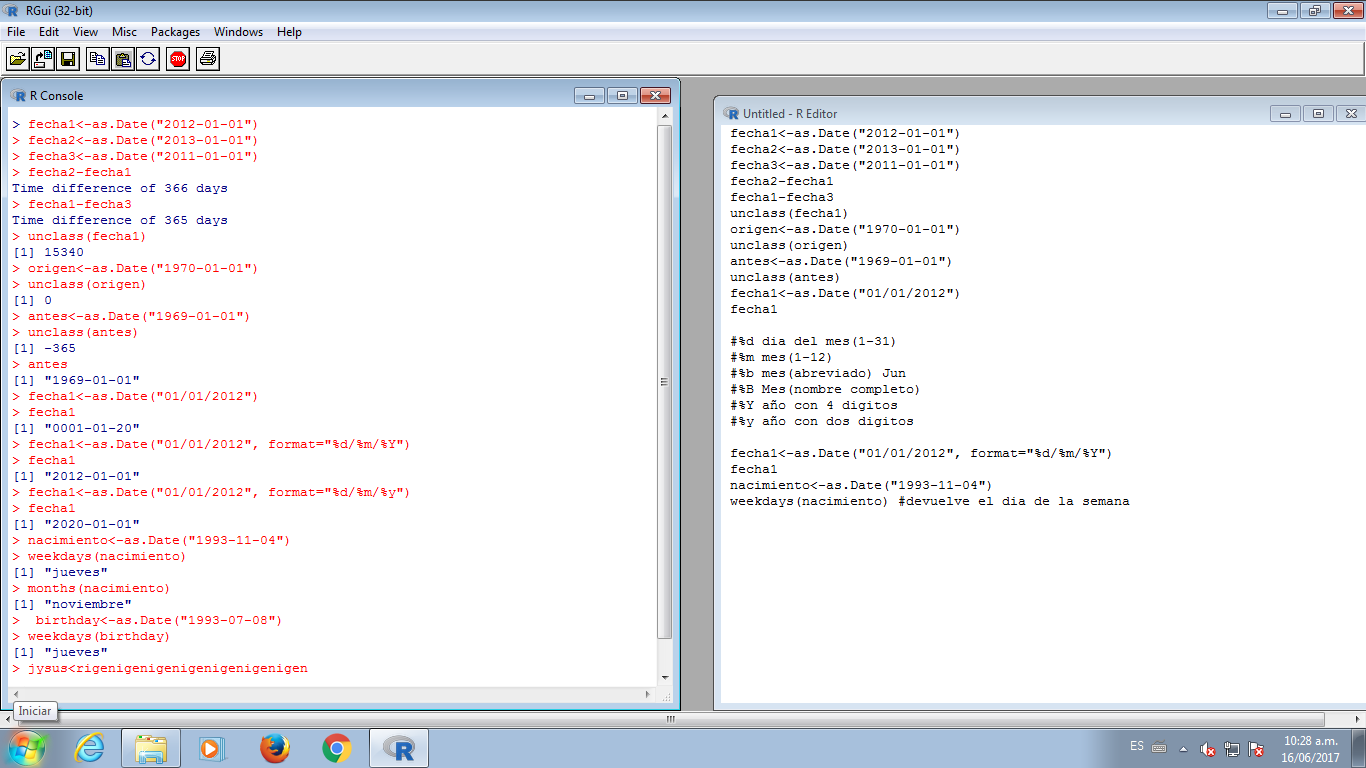 RGui (32-bit)
File Edit View Misc Packages Windows Help
STOP
R Console
> fecha1<-as.Date("2012-01-01")
> fecha2<-as.Date("2013-01-01")
> fecha3<-as.Date("2011-01-01")
> fecha2-fecha1
Time difference of 366 days
> fecha1-fecha3
Time difference of 365 days
> unclass(fecha1)
[1] 15340
> origen<-as.Date("1970-01-01")
> unclass(origen)
[1] 0
> antes<-as.Date("1969-01-01")
> unclass(antes)
[1] -365
> antes
[1] "1969-01-01"
> fecha1<-as.Date("01/01/2012")
> fecha1
[1] "0001-01-20"
> fecha1<-as.Date("01/01/2012", format="%d/%m/%Y")
> fecha1
[1] "2012-01-01"
> fecha1<-as.Date("01/01/2012", format="%d/%m/%y")
> fecha1
[1] "2020-01-01"
> nacimiento<-as.Date("1993-11-04")
> weekdays(nacimiento)
[1] "jueves"
> months(nacimiento)
[1] "noviembre"
>  birthday<-as.Date("1993-07-08")
> weekdays(birthday)
[1] "jueves"
> jysus<rigenigenigenigenigenigenigen
Untitled - R Editor
fecha1<-as.Date("2012-01-01")
fecha2<-as.Date("2013-01-01")
fecha3<-as.Date("2011-01-01")
fecha2-fecha1
fecha1-fecha3
unclass(fecha1)
origen<-as.Date("1970-01-01")
unclass(origen)
antes<-as.Date("1969-01-01")
unclass(antes)
fecha1<-as.Date("01/01/2012")
fecha1
#%d dia del mes(1-31)
#%m mes(1-12)
#%b mes(abreviado) Jun
#%B Mes(nombre completo)
#%Y año con 4 digitos
#%y año con dos digitos
fecha1<-as.Date("01/01/2012", format="%d/%m/%Y")
fecha1
nacimiento<-as.Date("1993-11-04")
weekdays(nacimiento) #devuelve el dia de la semana
Iniciar
ES
10:28 a.m.
16/06/2017